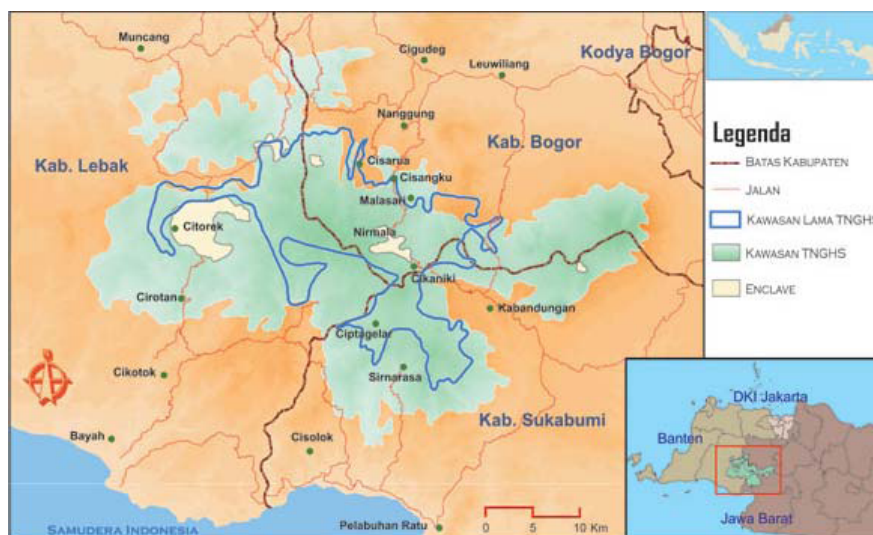 Muncang
Cigudeg
Leuwiliang
Kodya Bogor
Nanggung
Kab. Bogor
Kab. Lebak
Cisarua
Cisangku
Malasari
Citorek
Nirmala
Cikaniki
Cirotan
Kabandungan
Ciptagelar
Cikotok
Sirnarasa
Kab. Sukabumi
Bayah
Cisolok
Pelabuhan Ratu
SAMUDERA INDONESIA
0 5 10 Km
Legenda
BATAS KABUPATEN
JALAN
KAWASAN LAMA TNGHS
KAWASAN TNGHS
ENCLAVE
DKI Jakarta
Banten
Jawa Barat